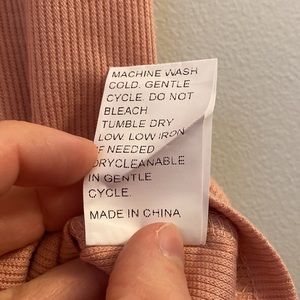 MACHINE WASH
COLD. GENTLE
CYCLE. DO NOT
BLEACH
TUMBLE DRY
LOW. LOW IRON
IF NEEDED
DRYCLEANABLE
IN GENTLE
CYCLE.
MADE IN CHINA